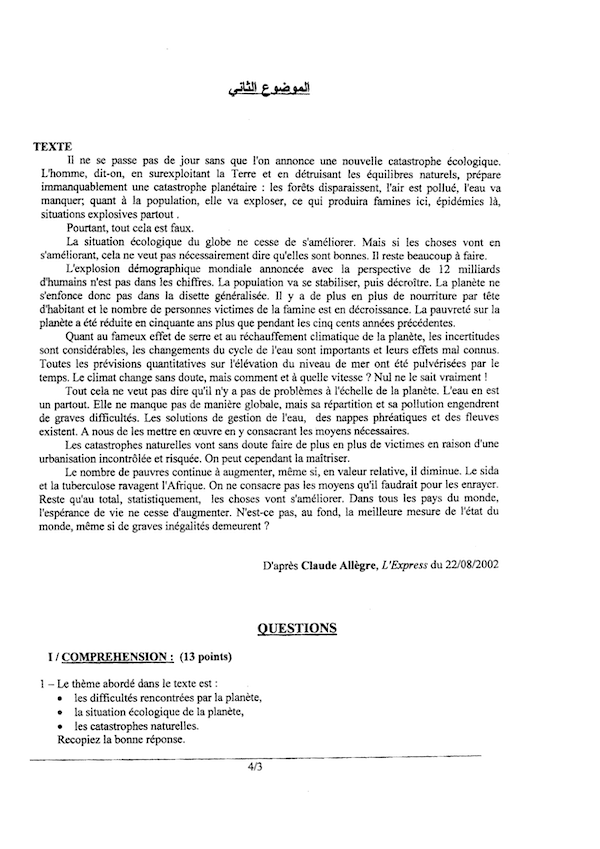 الموضوع الثاني
TEXTE
Il ne se passe pas de jour sans que l'on annonce une nouvelle catastrophe écologique.
L'homme, dit-on, en surexploitant la Terre et en détruisant les équilibres naturels, prépare
immanquablement une catastrophe planétaire : les forêts disparaissent, l'air est pollué, l'eau va
manquer; quant à la population, elle va exploser, ce qui produira famines ici, épidémies là,
situations explosives partout .
Pourtant, tout cela est faux.
La situation écologique du globe ne cesse de s'améliorer. Mais si les choses vont en
s'améliorant, cela ne veut pas nécessairement dire qu'elles sont bonnes. Il reste beaucoup à faire.
L'explosion démographique mondiale annoncée avec la perspective de 12 milliards
d'humains n'est pas dans les chiffres. La population va se stabiliser, puis décroître. La planète ne
s'enfonce donc pas dans la disette généralisée. Il y a de plus en plus de nourriture par tête
d'habitant et le nombre de personnes victimes de la famine est en décroissance. La pauvreté sur la
planète a été réduite en cinquante ans plus que pendant les cinq cents années précédentes.
Quant au fameux effet de serre et au réchauffement climatique de la planète, les incertitudes
sont considérables, les changements du cycle de l'eau sont importants et leurs effets mal connus.
Toutes les prévisions quantitatives sur l'élévation du niveau de mer ont été pulvérisées par le
temps. Le climat change sans doute, mais comment et à quelle vitesse ? Nul ne le sait vraiment !
Tout cela ne veut pas dire qu'il n'y a pas de problèmes à l'échelle de la planète. L'eau en est
un partout. Elle ne manque pas de manière globale, mais sa répartition et sa pollution engendrent
de graves difficultés. Les solutions de gestion de l'eau, des nappes phréatiques et des fleuves
existent. A nous de les mettre en œuvre en y consacrant les moyens nécessaires.
Les catastrophes naturelles vont sans doute faire de plus en plus de victimes en raison d'une
urbanisation incontrôlée et risquée. On peut cependant la maîtriser.
Le nombre de pauvres continue à augmenter, même si, en valeur relative, il diminue. Le sida
et la tuberculose ravagent l'Afrique. On ne consacre pas les moyens qu'il faudrait pour les enrayer.
Reste qu'au total, statistiquement, les choses vont s'améliorer. Dans tous les pays du monde,
l'espérance de vie ne cesse d'augmenter. N'est-ce pas, au fond, la meilleure mesure de l'état du
monde, même si de graves inégalités demeurent ?
D'après Claude Allègre, L'Express du 22/08/2002
QUESTIONS
I / COMPREHENSION : (13 points)
1 – Le thème abordé dans le texte est :
• les difficultés rencontrées par la planète,
• la situation écologique de la planète,
• les catastrophes naturelles.
Recopiez la bonne réponse.
4/3